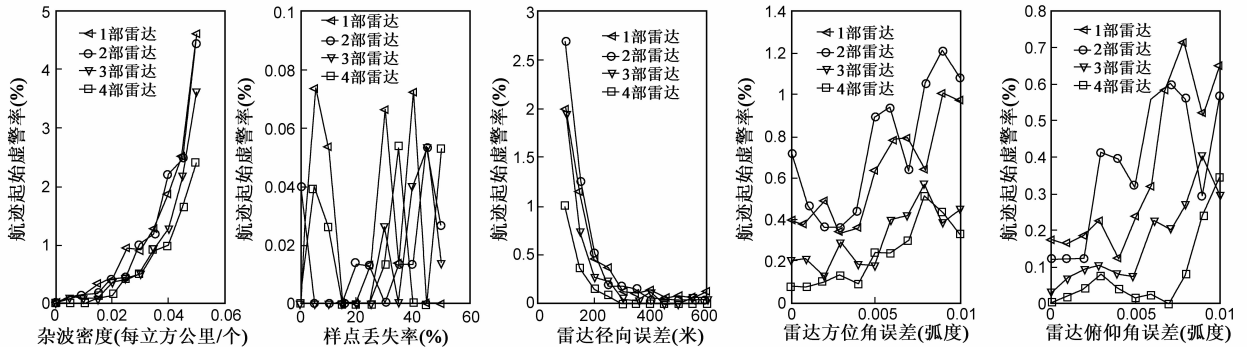 航迹起始虚警率(%)
5
4
3
2
1
0
1部雷达
2部雷达
3部雷达
4部雷达
0
0.02
0.04
0.06
杂波密度(每立方公里/个)
航迹起始虚警率(%)
0.1
0.08
0.06
0.04
0.02
0
1部雷达
2部雷达
3部雷达
4部雷达
0
20
40
60
样点丢失率(%)
航迹起始虚警率(%)
3
2.5
2
1.5
1
0.5
0
1部雷达
2部雷达
3部雷达
4部雷达
0
200
400
600
雷达径向误差(米)
航迹起始虚警率(%)
1.4
1.2
1
0.8
0.6
0.4
0.2
0
1部雷达
2部雷达
3部雷达
4部雷达
0
0.005
0.01
雷达方位角误差(弧度)
航迹起始虚警率(%)
0.8
0.7
0.6
0.5
0.4
0.3
0.2
0.1
0
1部雷达
2部雷达
3部雷达
4部雷达
0
0.005
0.01
雷达俯仰角误差(弧度)